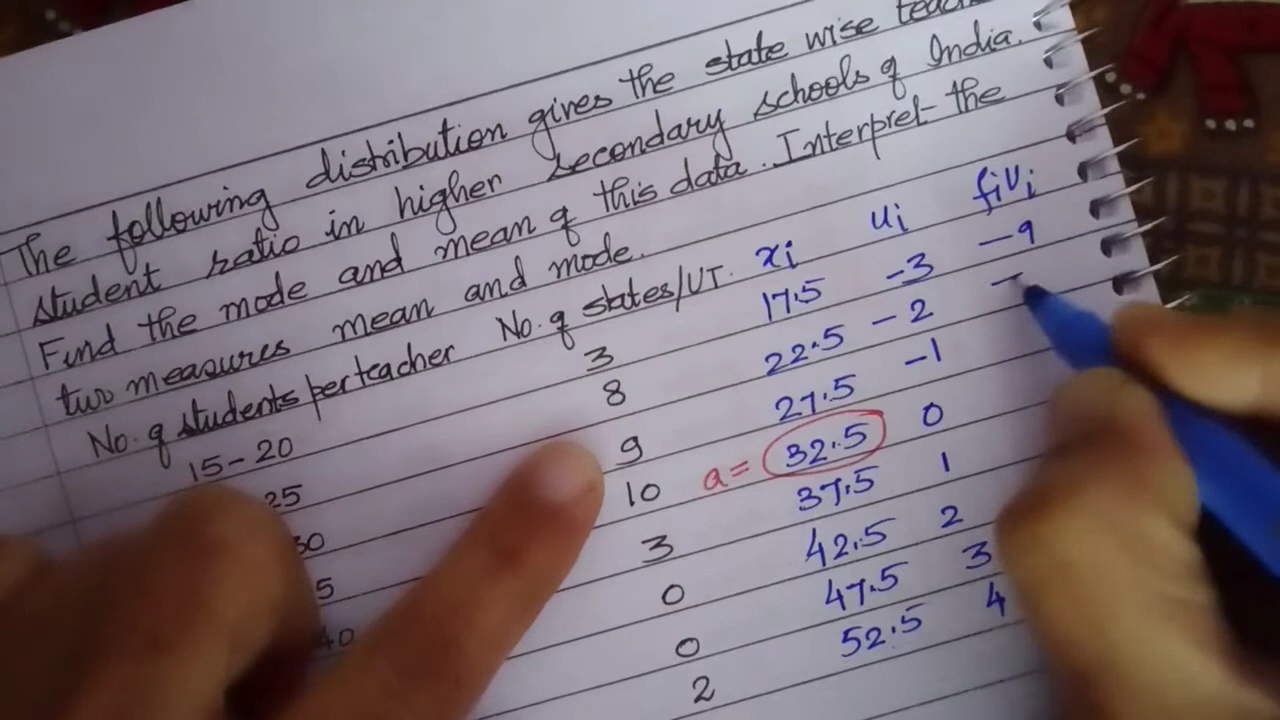 The following distribution gives the state wise
student ratio in higher secondary schools of India.
Find the mode and mean of this data. Interpret the
two measures mean and mode.
No. of students per teacher No. of states/UT. xi ui fiui
15-20 3 17.5 -3 -9
25 8 22.5 -2 -
30 9 27.5 -1
5 10 a= 32.5 0
40 3 37.5 1
0 42.5 2
0 47.5 3
2 52.5 4